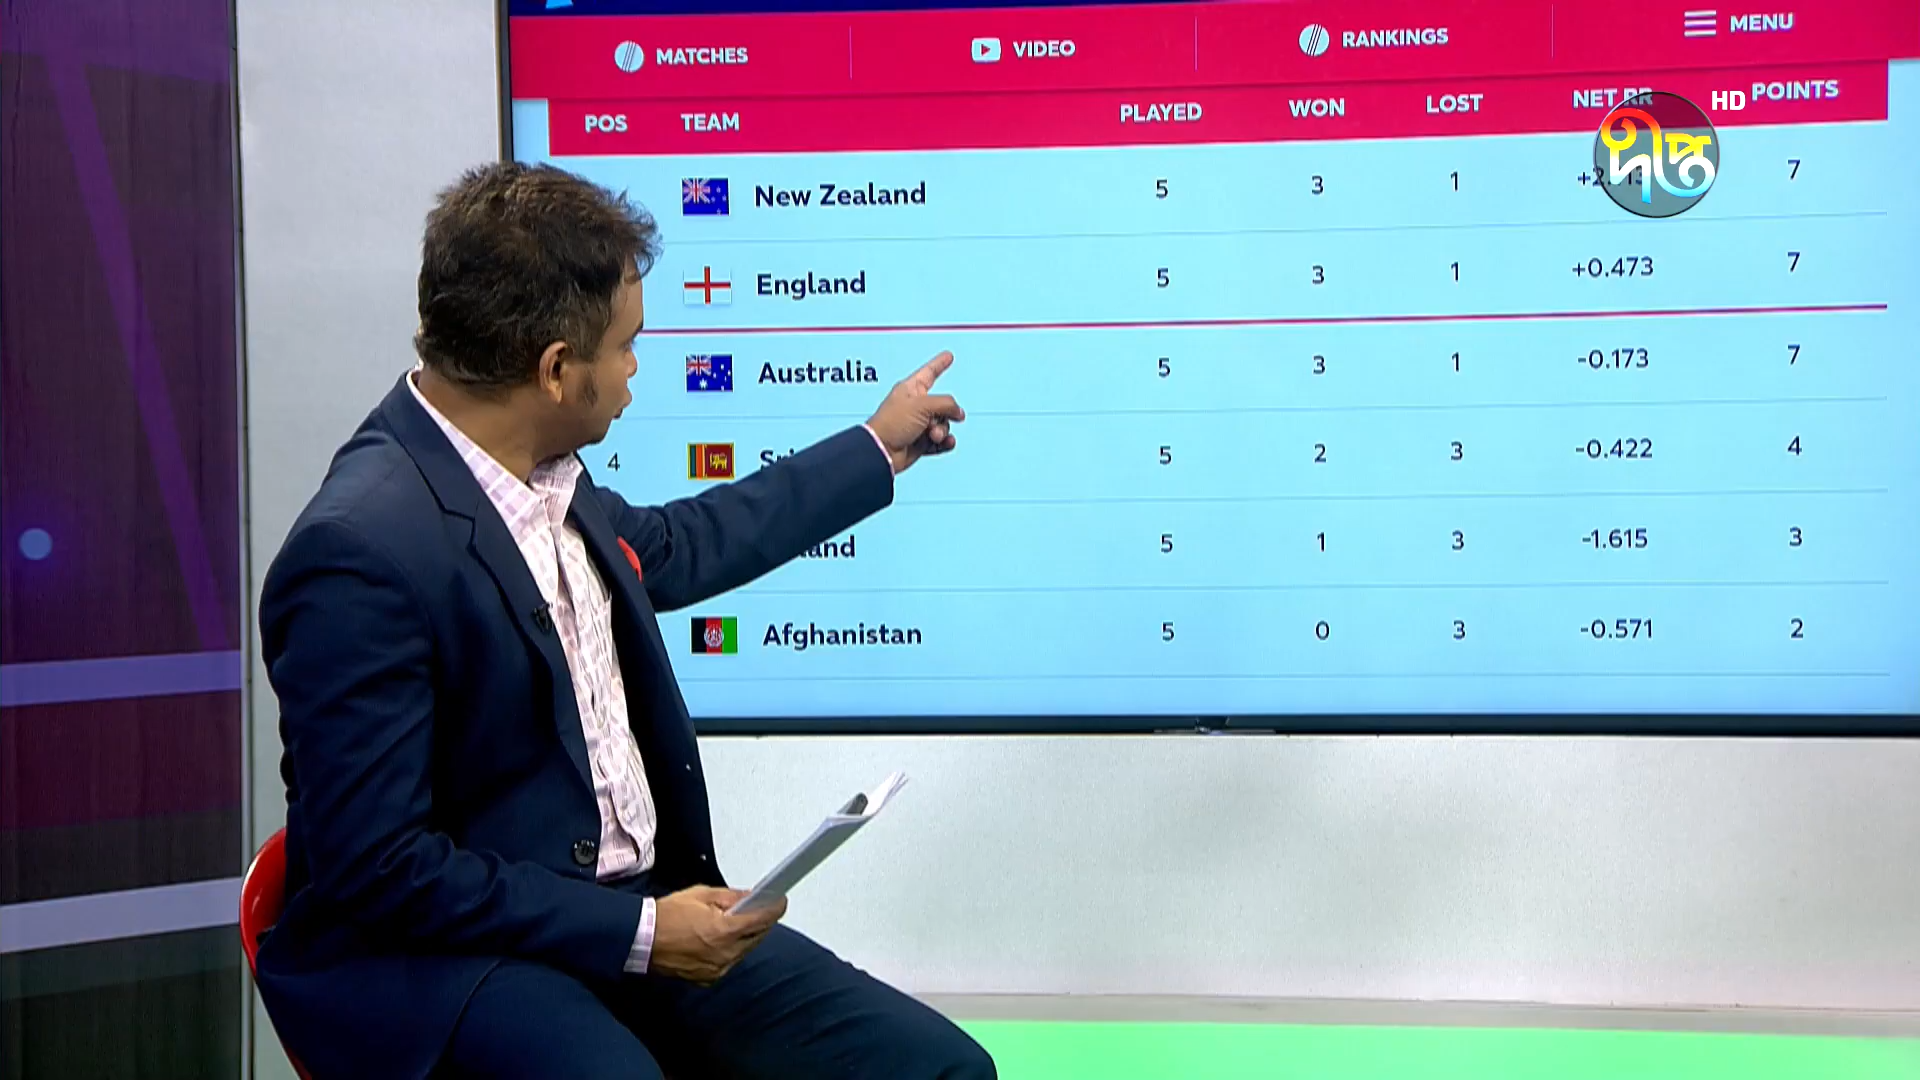 MATCHES VIDEO RANKINGS MENU
POS TEAM PLAYED WON LOST NET RR POINTS
HD
দীপ্ত
New Zealand 5 3 1 7
England 5 3 1 +0.473 7
Australia 5 3 1 -0.173 7
4 5 2 3 -0.422 4
5 1 3 -1.615 3
Afghanistan 5 0 3 -0.571 2